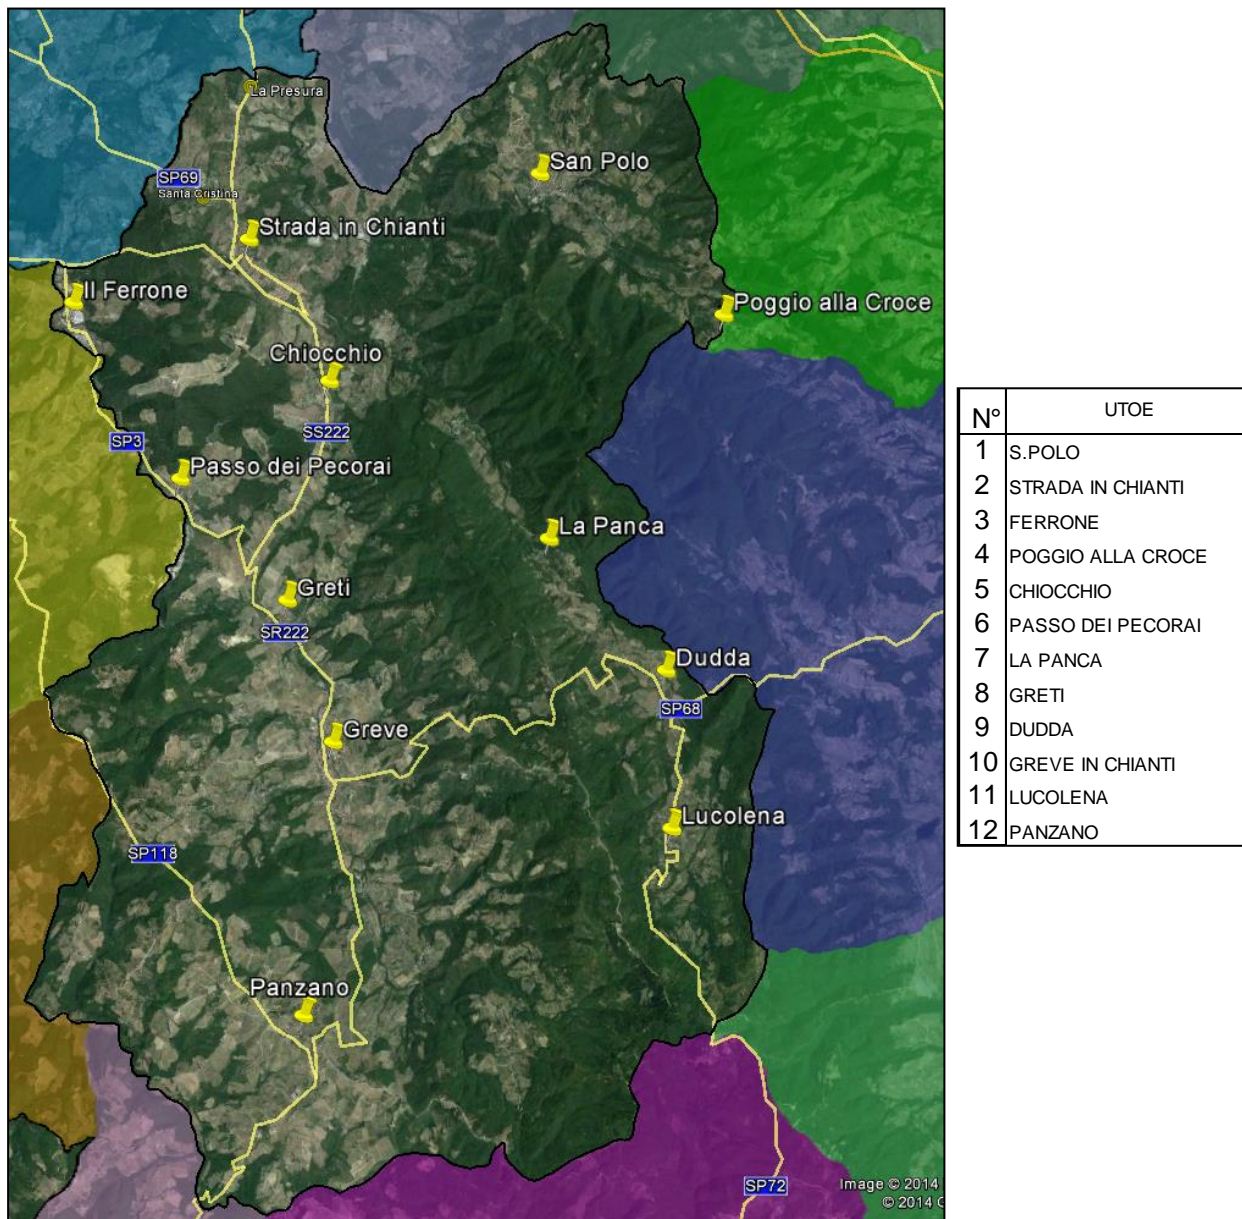 La Presura
San Polo
SP69
Santa Cristina
Strada in Chianti
Il Ferrone
Poggio alla Croce
Chiocchio
SS222
SP3
Passo dei Pecorai
La Panca
Greti
SR222
Dudda
SP68
Greve
Lucolena
SP118
Panzano
SP72
Image © 2014
© 2014
N° UTOE
1 S.POLO
2 STRADA IN CHIANTI
3 FERRONE
4 POGGIO ALLA CROCE
5 CHIOCCHIO
6 PASSO DEI PECORAI
7 LA PANCA
8 GRETI
9 DUDDA
10 GREVE IN CHIANTI
11 LUCOLENA
12 PANZANO